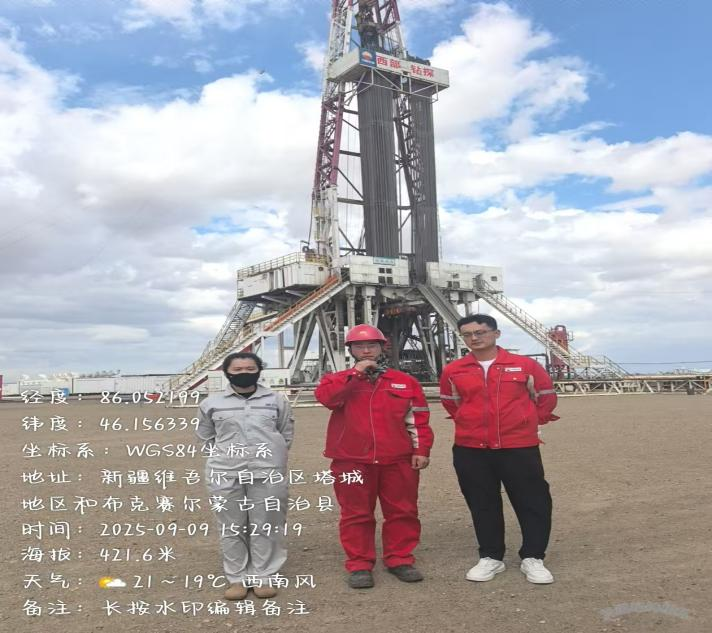 西部 钻探
经度: 86.052199
纬度: 46.156339
坐标系: WGS84坐标系
地址: 新疆维吾尔自治区塔城
地区和布克赛尔蒙古自治县
时间: 2025-09-09 15:29:19
海拔: 421.6米
天气: 21~19℃ 西南风
备注: 长按水印编辑备注